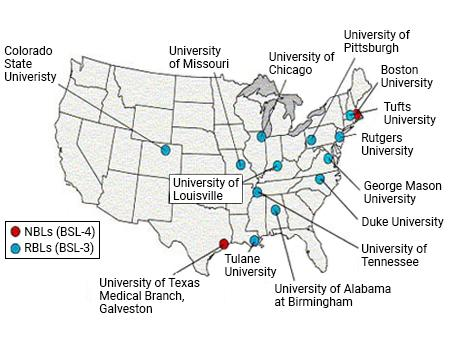 University of
Pittsburgh
Colorado
State
Univeristy
University
of Missouri
University of
Chicago
Boston
University
Tufts
University
Rutgers
University
University of
Louisville
George Mason
University
Duke University
NBLs (BSL-4)
RBLs (BSL-3)
University of
Tennessee
Tulane
University
University of Texas
Medical Branch,
Galveston
University of Alabama
at Birmingham